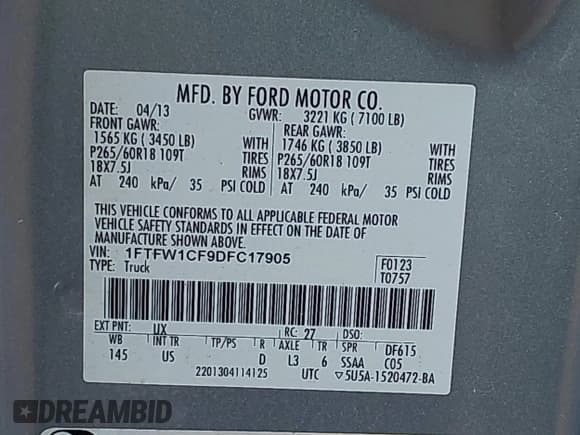 MFD. BY FORD MOTOR CO.
DATE: 04/13 GVWR: 3221 KG ( 7100 LB)
FRONT GAWR: REAR GAWR:
1565 KG ( 3450 LB) WITH 1746 KG ( 3850 LB) WITH
P265/60R18 109T TIRES P265/60R18 109T TIRES
18X7.5J RIMS 18X7.5J RIMS
AT 240 kPa/ 35 PSI COLD AT 240 kPa/ 35 PSI COLD
THIS VEHICLE CONFORMS TO ALL APPLICABLE FEDERAL MOTOR
VEHICLE SAFETY STANDARDS IN EFFECT ON THE DATE OF
MANUFACTURE SHOWN ABOVE.
VIN: 1FTFW1CF9DFC17905
TYPE: Truck
F0123
T0757
EXT PNT: UX RC: 27 DSO:
WB INT TR TP/PS R AXLE TR SPR DF615
145 US D L3 6 SSAA C05
2201304114125 UTC ▽5U5A-1520472-BA
DREAMBID